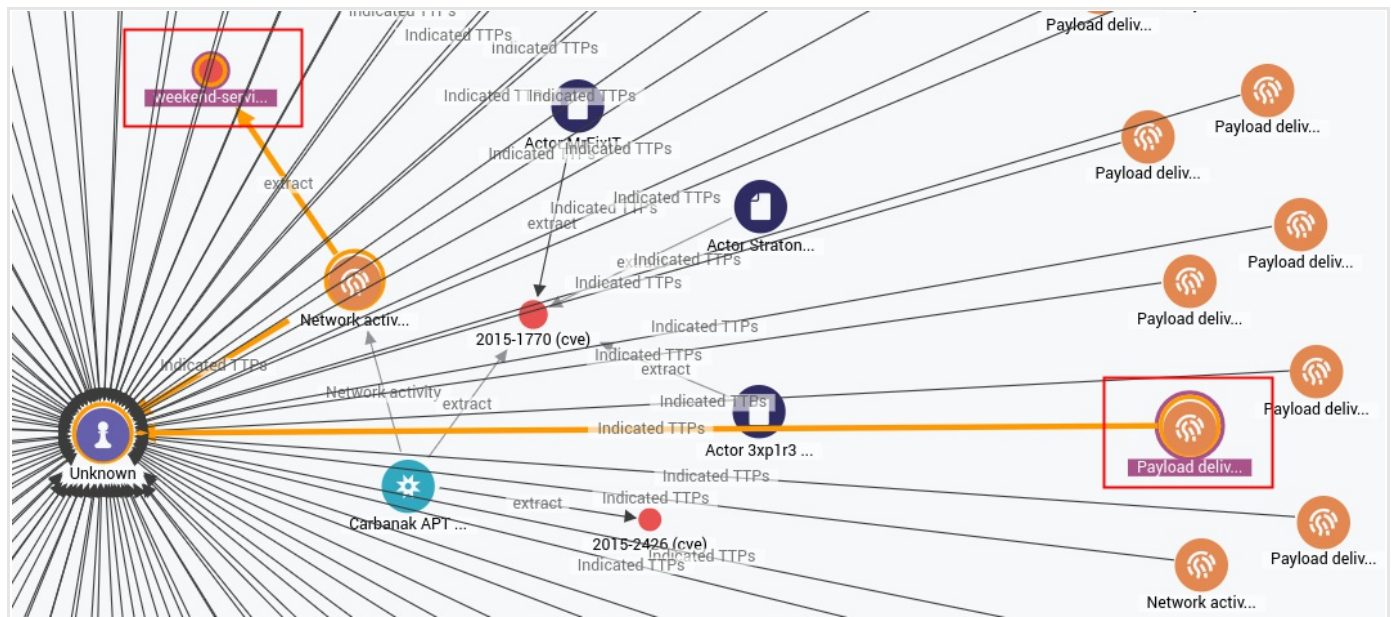 Indicated TTPs
Payload deliv...
Indicated TTPs
Indicated TTPs
weekend-servi...
Indicated TTPs
Indicated TTPs
Payload deliv...
Actor MrFixIT...
Indicated TTPs
Indicated TTPs
Payload deliv...
extract
Indicated TTPs
Indicated TTPs
extract
Actor Straton...
Indicated TTPs
Payload deliv...
Indicated TTPs
Network activ...
Payload deliv...
Indicated TTPs
2015-1770 (cve)
Indicated TTPs
Indicated TTPs
extract
Network activity
extract
Indicated TTPs
Payload deliv...
Indicated TTPs
Actor 3xp1r3 ...
Unknown
Payload deliv...
Indicated TTPs
extract
Indicated TTPs
Carbanak APT ...
2015-2426 (cve)
Indicated TTPs
Indicated TTPs
Payload deliv...
Network activ...